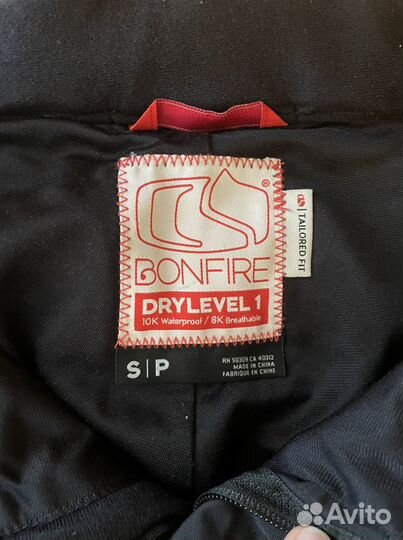 ®
BONFIRE
DRYLEVEL 1
10K Waterproof / 8K Breathable
TAILORED FIT
S|P
RN 98309 CA 40312
MADE IN CHINA
FABRIQUE EN CHINE
Avito